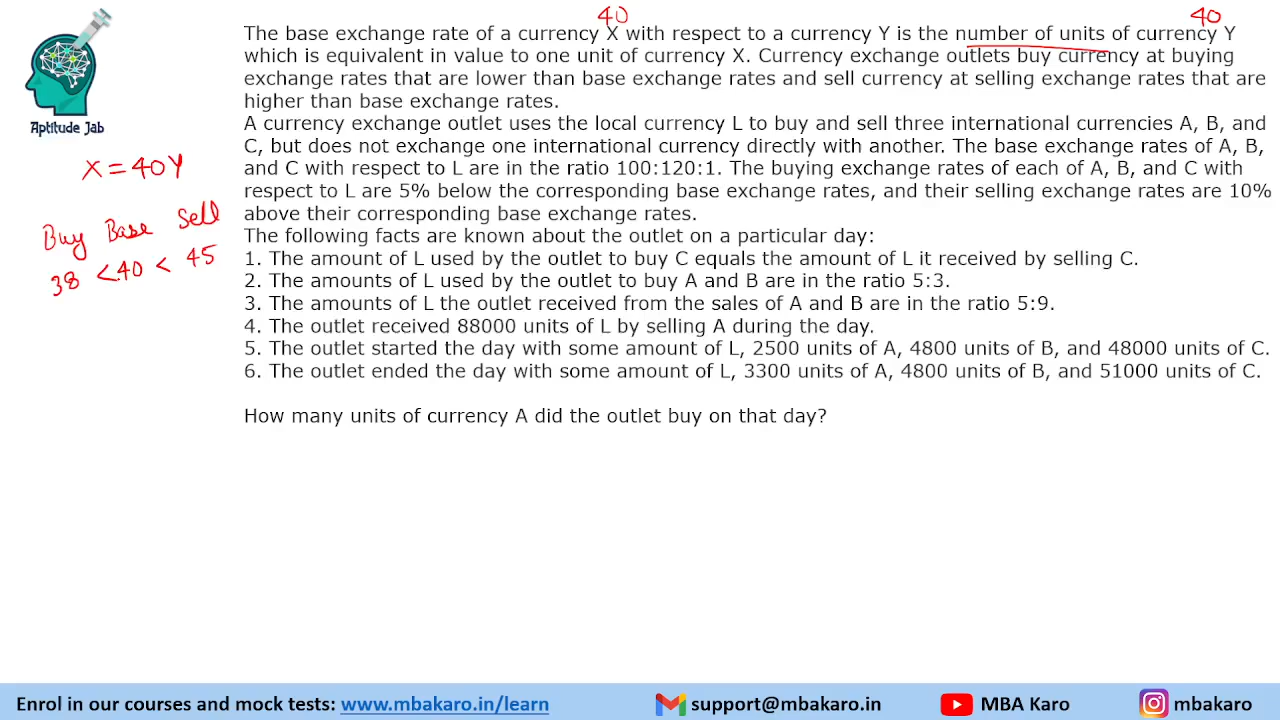 40 40
The base exchange rate of a currency X with respect to a currency Y is the number of units of currency Y
which is equivalent in value to one unit of currency X. Currency exchange outlets buy currency at buying
exchange rates that are lower than base exchange rates and sell currency at selling exchange rates that are
higher than base exchange rates.
Aptitude Jab
A currency exchange outlet uses the local currency L to buy and sell three international currencies A, B, and
C, but does not exchange one international currency directly with another. The base exchange rates of A, B,
and C with respect to L are in the ratio 100:120:1. The buying exchange rates of each of A, B, and C with
respect to L are 5% below the corresponding base exchange rates, and their selling exchange rates are 10%
above their corresponding base exchange rates.
X = 40Y
Buy Base Sell
38 < 40 < 45
The following facts are known about the outlet on a particular day:
1. The amount of L used by the outlet to buy C equals the amount of L it received by selling C.
2. The amounts of L used by the outlet to buy A and B are in the ratio 5:3.
3. The amounts of L the outlet received from the sales of A and B are in the ratio 5:9.
4. The outlet received 88000 units of L by selling A during the day.
5. The outlet started the day with some amount of L, 2500 units of A, 4800 units of B, and 48000 units of C.
6. The outlet ended the day with some amount of L, 3300 units of A, 4800 units of B, and 51000 units of C.
How many units of currency A did the outlet buy on that day?
Enrol in our courses and mock tests: www.mbakaro.in/learn support@mbakaro.in MBA Karo mbakaro